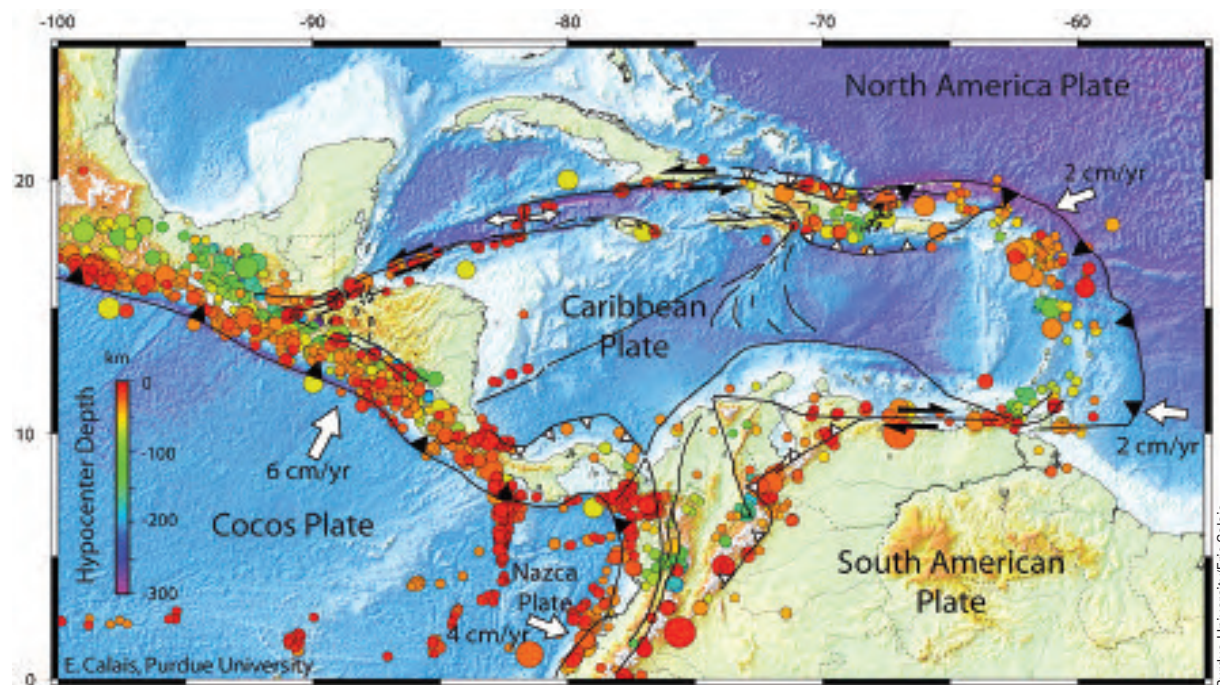 -100 -90 -80 -70 -60
North America Plate
20
2 cm/yr
Caribbean
Plate
km
0
-100
-200
300
Hypocenter Depth
10
6 cm/yr
2 cm/yr
Cocos Plate
Nazca
Plate
4 cm/yr
South American
Plate
E. Calais, Purdue University
0